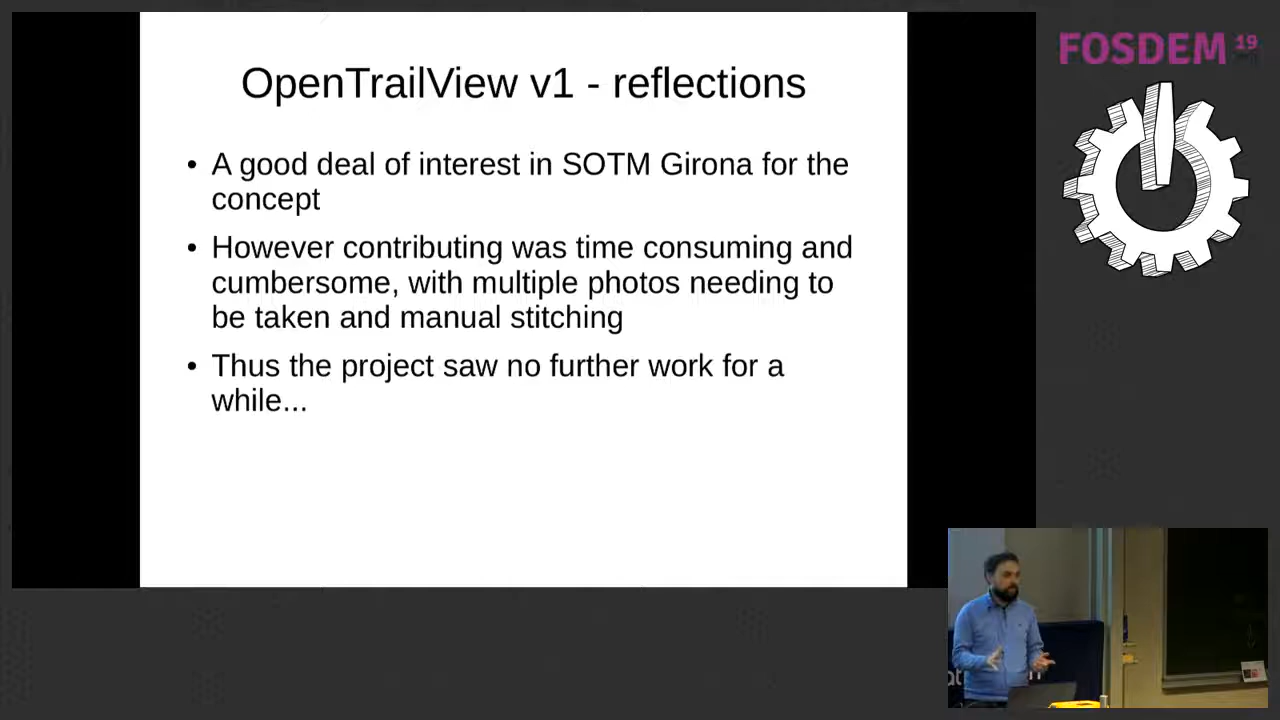 FOSDEM 19
OpenTrailView v1 - reflections
• A good deal of interest in SOTM Girona for the
concept
• However contributing was time consuming and
cumbersome, with multiple photos needing to
be taken and manual stitching
• Thus the project saw no further work for a
while...